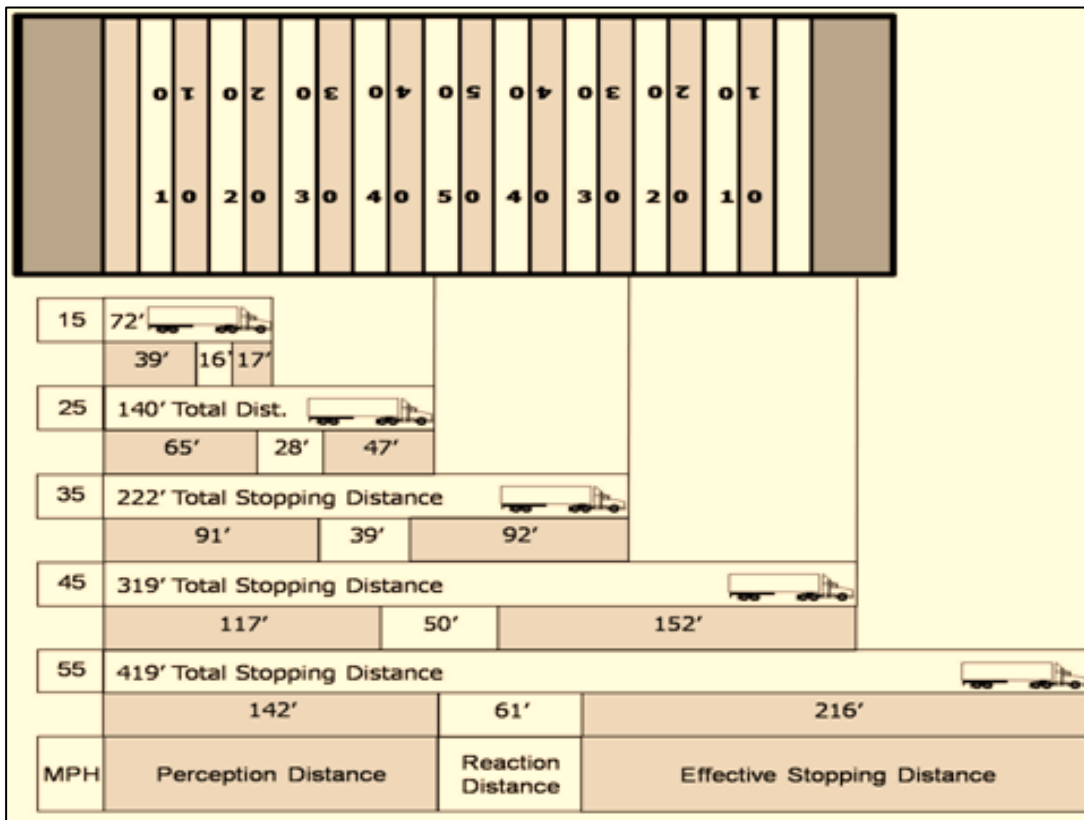 1 0 2 0 3 0 4 0 5 0 4 0 3 0 2 0 1 0
1 0 2 0 3 0 4 0 5 0 4 0 3 0 2 0 1 0
15 72′
39′ 16′ 17′
25 140′ Total Dist.
65′ 28′ 47′
35 222′ Total Stopping Distance
91′ 39′ 92′
45 319′ Total Stopping Distance
117′ 50′ 152′
55 419′ Total Stopping Distance
142′ 61′ 216′
MPH Perception Distance Reaction Distance Effective Stopping Distance